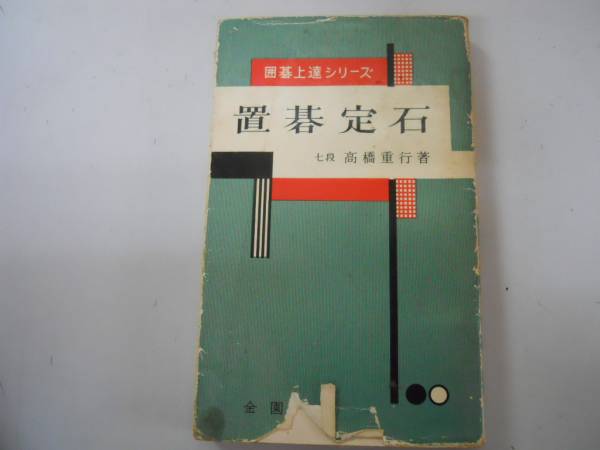 囲碁上達シリーズ
置碁定石
七段 高橋重行著
金園